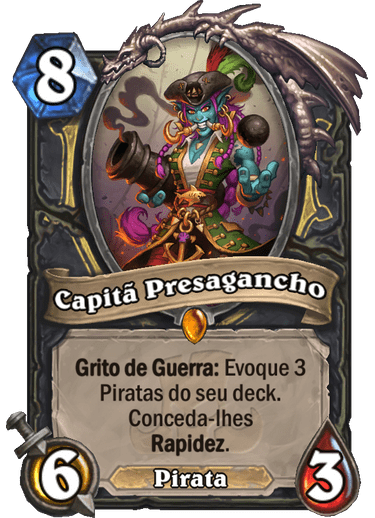 8
Capitã Presagancho
Grito de Guerra: Evoque 3
Piratas do seu deck.
Conceda-lhes
Rapidez.
6
Pirata
3